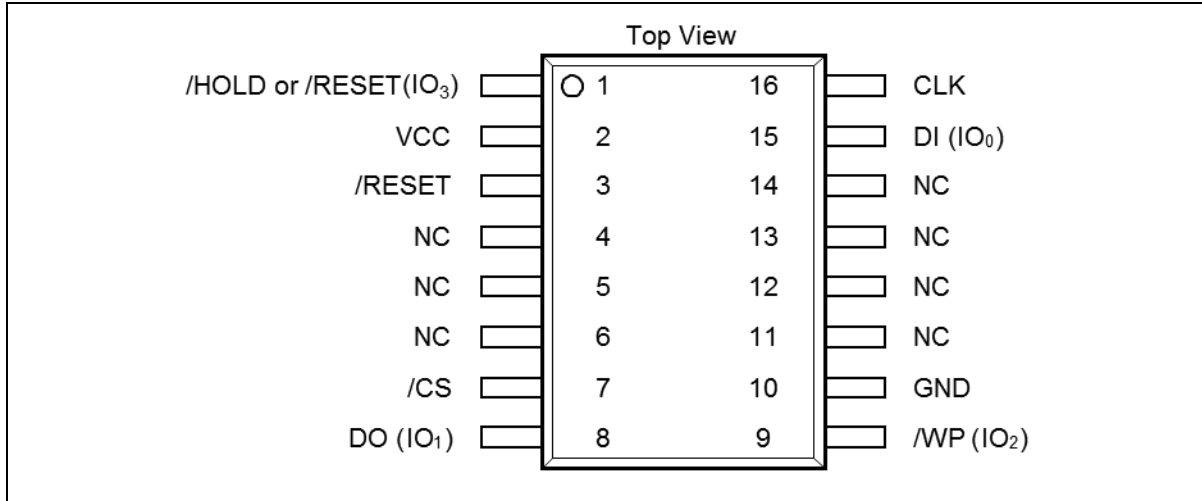 Top View
/HOLD or /RESET(IO₃) 1 16 CLK
VCC 2 15 DI (IO₀)
/RESET 3 14 NC
NC 4 13 NC
NC 5 12 NC
NC 6 11 NC
/CS 7 10 GND
DO (IO₁) 8 9 /WP (IO₂)